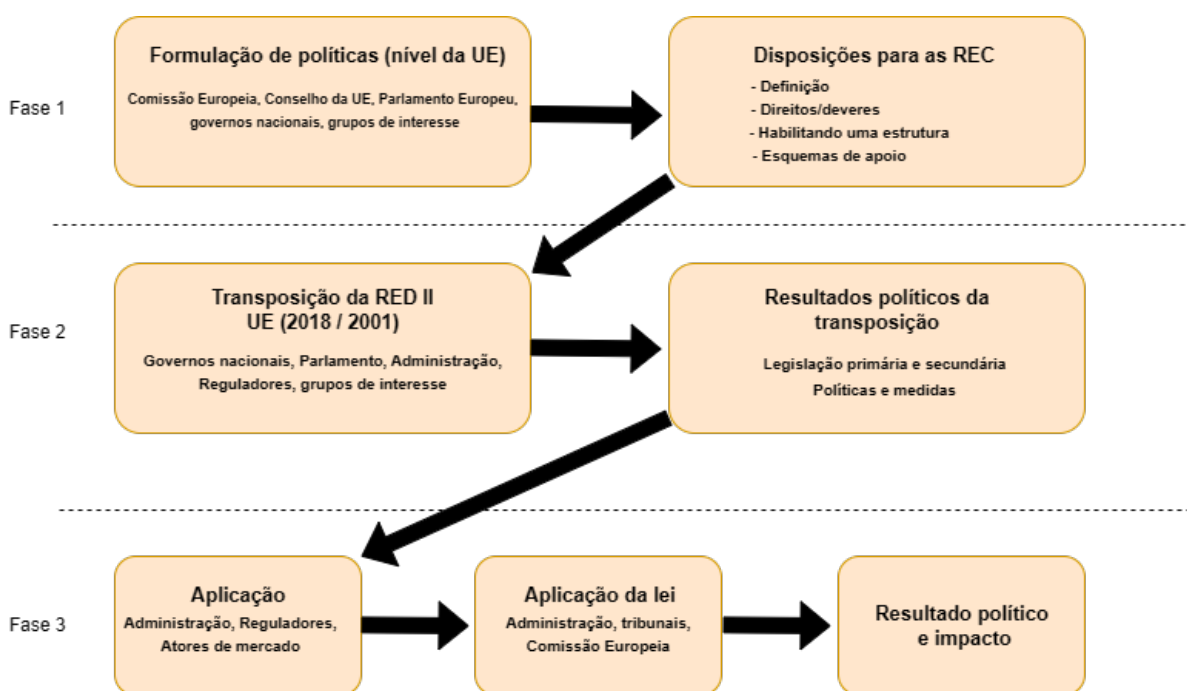 Fase 1
Formulação de políticas (nível da UE)
Comissão Europeia, Conselho da UE, Parlamento Europeu,
governos nacionais, grupos de interesse
Disposições para as REC
- Definição
- Direitos/deveres
- Habilitando uma estrutura
- Esquemas de apoio
Fase 2
Transposição da RED II
UE (2018 / 2001)
Governos nacionais, Parlamento, Administração,
Reguladores, grupos de interesse
Resultados políticos da
transposição
Legislação primária e secundária
Políticas e medidas
Fase 3
Aplicação
Administração, Reguladores,
Atores de mercado
Aplicação da lei
Administração, tribunais,
Comissão Europeia
Resultado político
e impacto